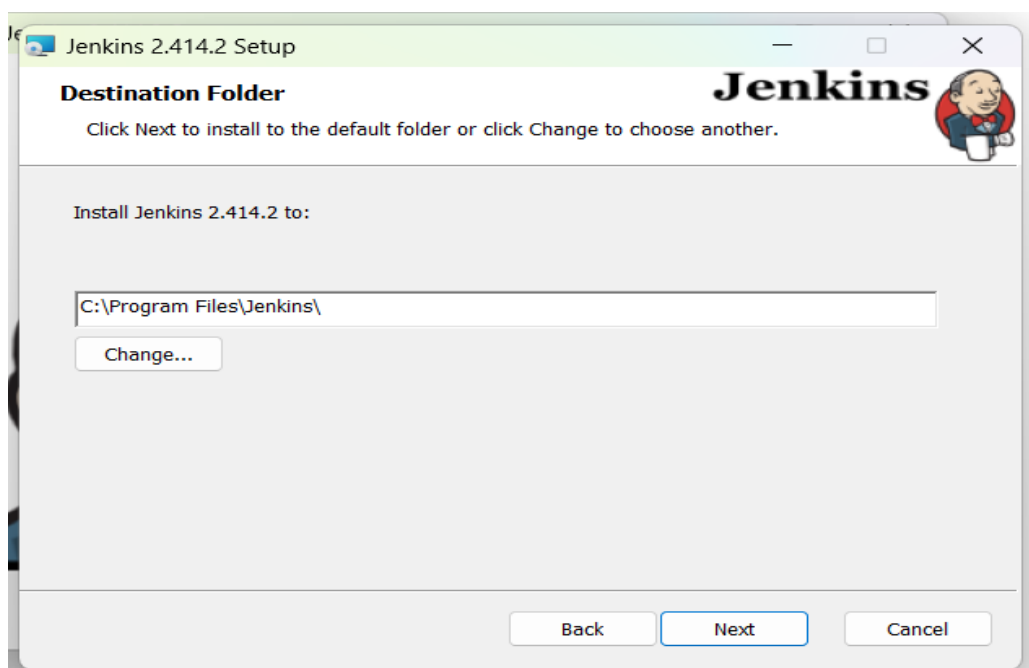 Je
Jenkins 2.414.2 Setup
Destination Folder
Jenkins
Click Next to install to the default folder or click Change to choose another.
Install Jenkins 2.414.2 to:
C:\Program Files\Jenkins\
Change...
Back
Next
Cancel